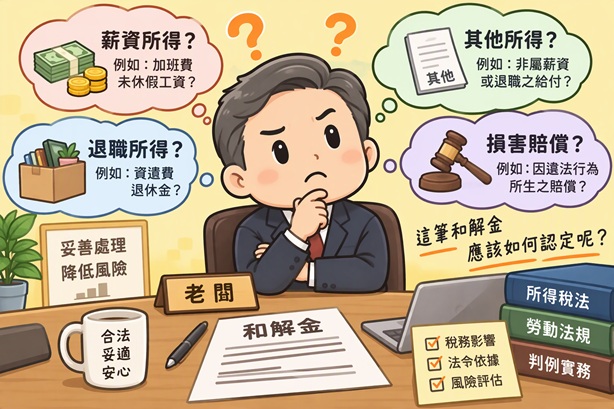 薪資所得？
例如：加班費
未休假工資？
其他所得？
例如：非屬薪資
或退職之給付？
其他
退職所得？
例如：資遣費
退休金？
損害賠償？
例如：因違法行為
所生之賠償？
這筆和解金
應該如何認定呢？
妥善處理
降低風險
老闆
合法
妥適
安心
和解金
稅務影響
法令依據
風險評估
所得稅法
勞動法規
判例實務